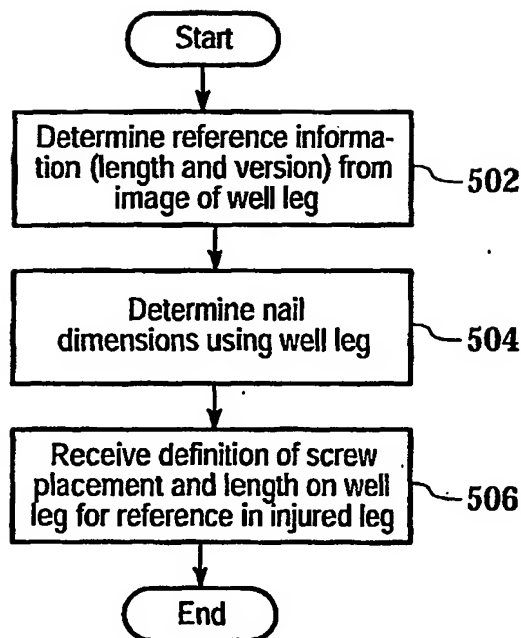 Start
Determine reference informa-
tion (length and version) from
image of well leg
502
Determine nail
dimensions using well leg
504
Receive definition of screw
placement and length on well
leg for reference in injured leg
506
End